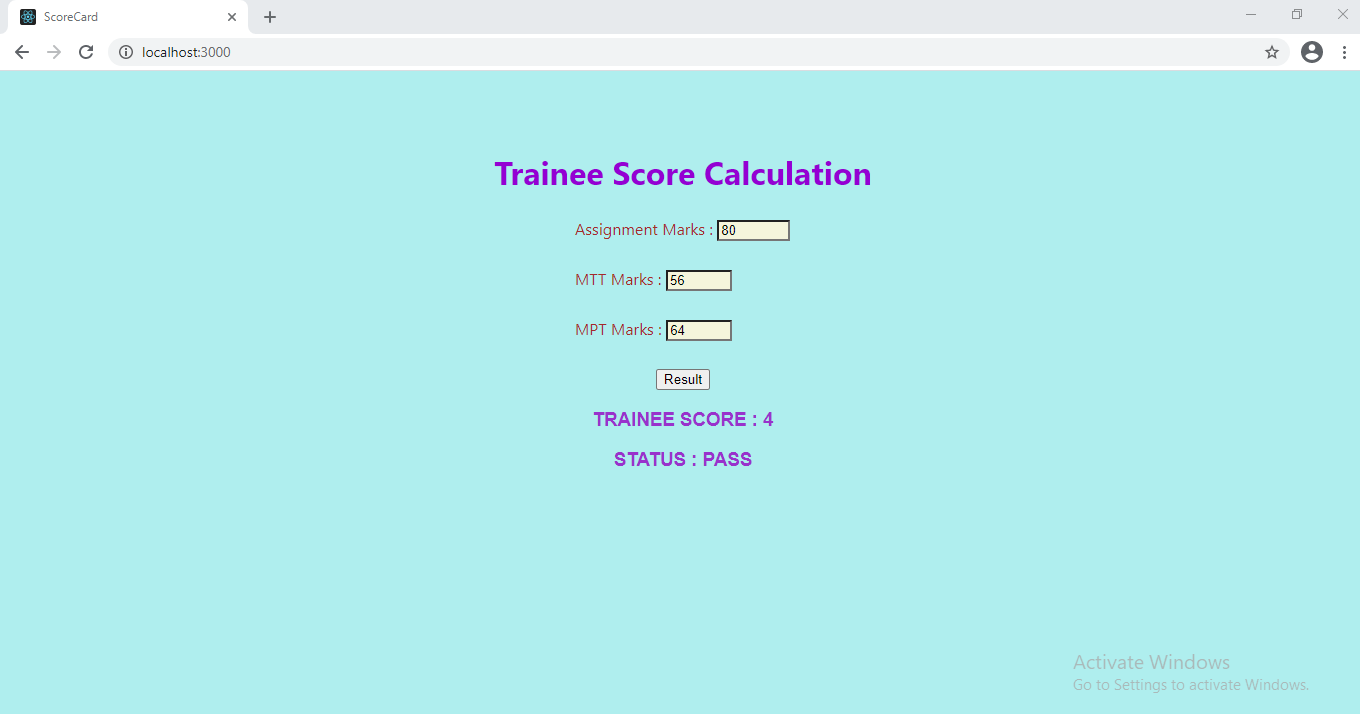 ScoreCard
localhost:3000
Trainee Score Calculation
Assignment Marks : 80
MTT Marks : 56
MPT Marks : 64
Result
TRAINEE SCORE : 4
STATUS : PASS
Activate Windows
Go to Settings to activate Windows.